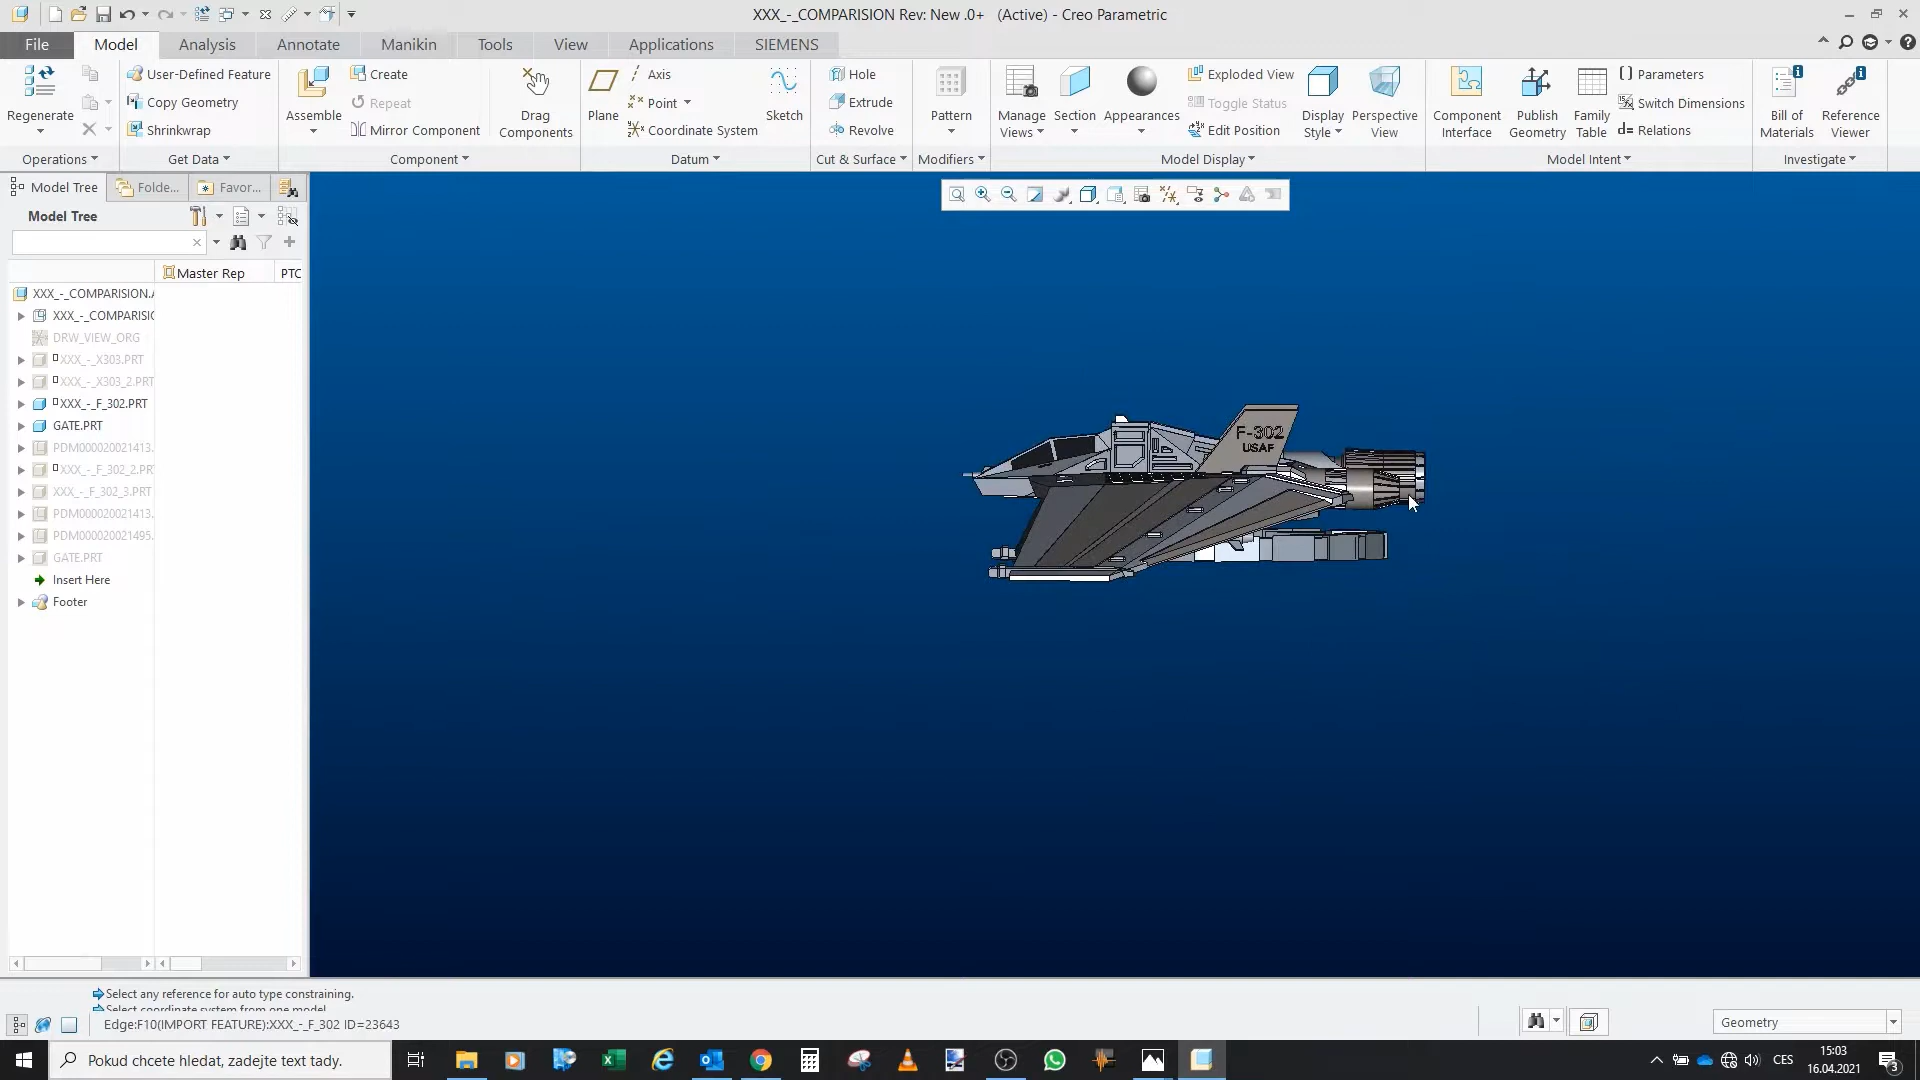 XXX_-_COMPARISION Rev: New .0+ (Active) - Creo Parametric
File Model Analysis Annotate Manikin Tools View Applications SIEMENS
Regenerate
User-Defined Feature
Copy Geometry
Shrinkwrap
Assemble
Create
Repeat
Mirror Component
Drag
Components
Plane
Axis
Point
Coordinate System
Sketch
Hole
Extrude
Revolve
Pattern
Manage
Views
Section
Appearances
Exploded View
Toggle Status
Edit Position
Display
Style
Perspective
View
Component
Interface
Publish
Geometry
Family
Table
Parameters
Switch Dimensions
d= Relations
Bill of
Materials
Reference
Viewer
Operations Get Data Component Datum Cut & Surface Modifiers Model Display Model Intent Investigate
Model Tree Folde... Favor...
Model Tree
Master Rep PTC
XXX_-_COMPARISION.A
XXX_-_COMPARISIO
DRW_VIEW_ORG
XXX_-_X303.PRT
XXX_-_X303_2.PRT
XXX_-_F_302.PRT
GATE.PRT
PDM000020021413.
XXX_-_F_302_2.PRT
XXX_-_F_302_3.PRT
PDM000020021413.
PDM000020021495.
GATE.PRT
Insert Here
Footer
F-302
USAF
Select any reference for auto type constraining.
Select coordinate system from one model
Edge:F10(IMPORT FEATURE):XXX_-_F_302 ID=23643
Geometry
Pokud chcete hledat, zadejte text tady.
CES
15:03
16.04.2021
3